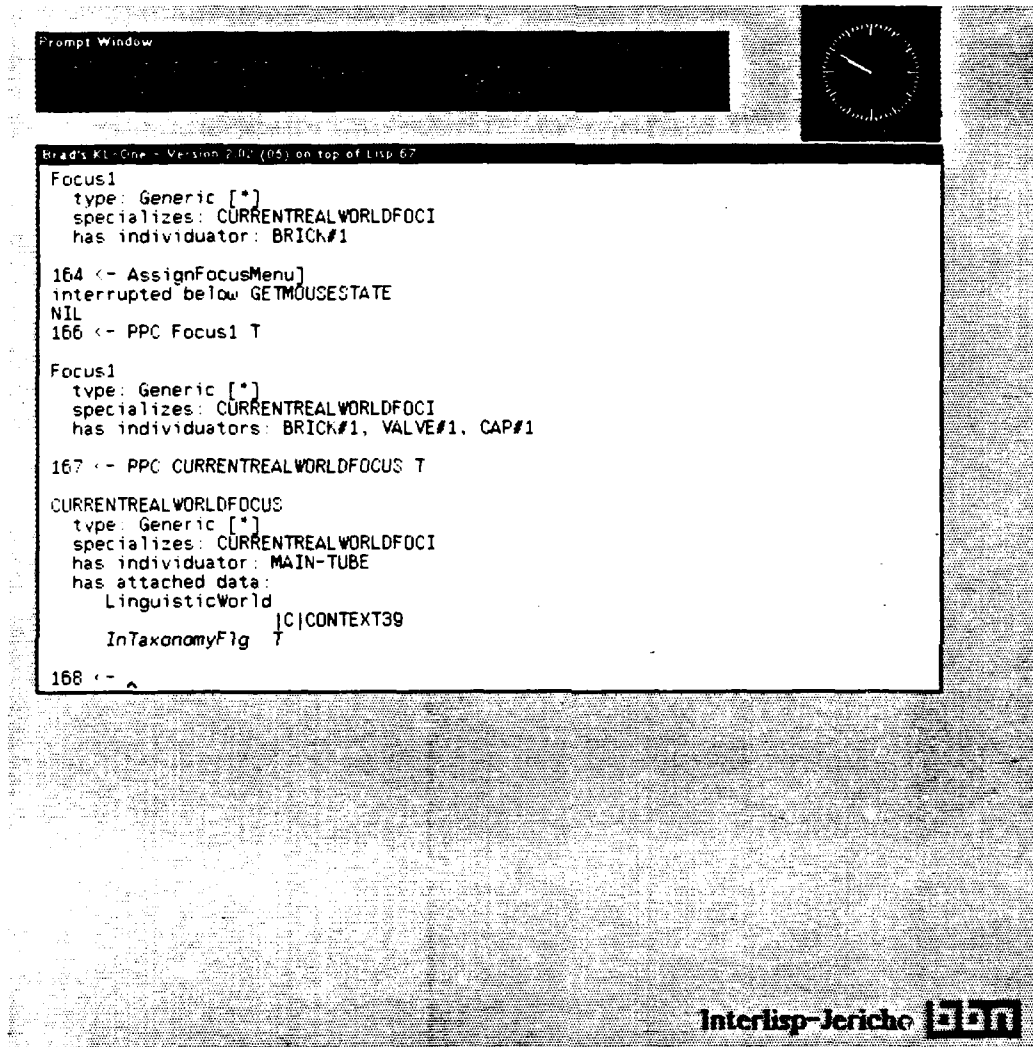 Prompt Window
Brad's KL-One - Version 2.02 (05) on top of Lisp 67
Focus1
type: Generic [*]
specializes: CURRENTREALWORLDFOCI
has individuator: BRICK#1
164 <- AssignFocusMenu]
interrupted below GETMOUSESTATE
NIL
166 <- PPC Focus1 T
Focus1
type: Generic [*]
specializes: CURRENTREALWORLDFOCI
has individuators: BRICK#1, VALVE#1, CAP#1
167 <- PPC CURRENTREALWORLDFOCUS T
CURRENTREALWORLDFOCUS
type: Generic [*]
specializes: CURRENTREALWORLDFOCI
has individuator: MAIN-TUBE
has attached data:
LinguisticWorld
|C|CONTEXT39
InTaxonomyFlg T
168 <- ^
Interlisp-Jericho bbn